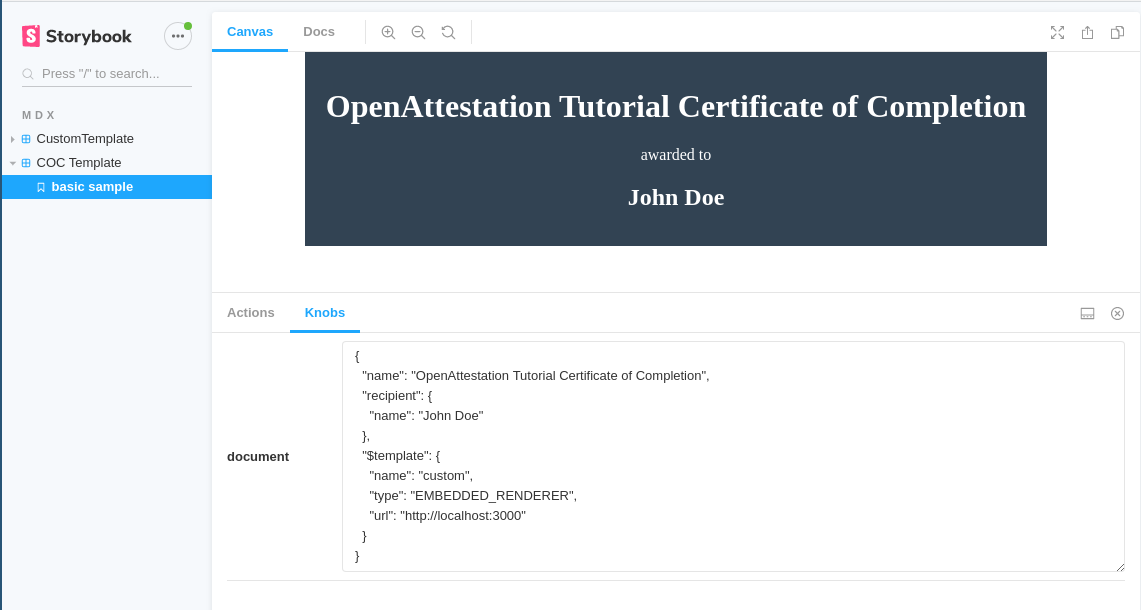 Storybook
Press "/" to search...
MDX
CustomTemplate
COC Template
basic sample
Canvas
Docs
OpenAttestation Tutorial Certificate of Completion
awarded to
John Doe
Actions
Knobs
document
{
"name": "OpenAttestation Tutorial Certificate of Completion",
"recipient": {
"name": "John Doe"
},
"$template": {
"name": "custom",
"type": "EMBEDDED_RENDERER",
"url": "http://localhost:3000"
}
}